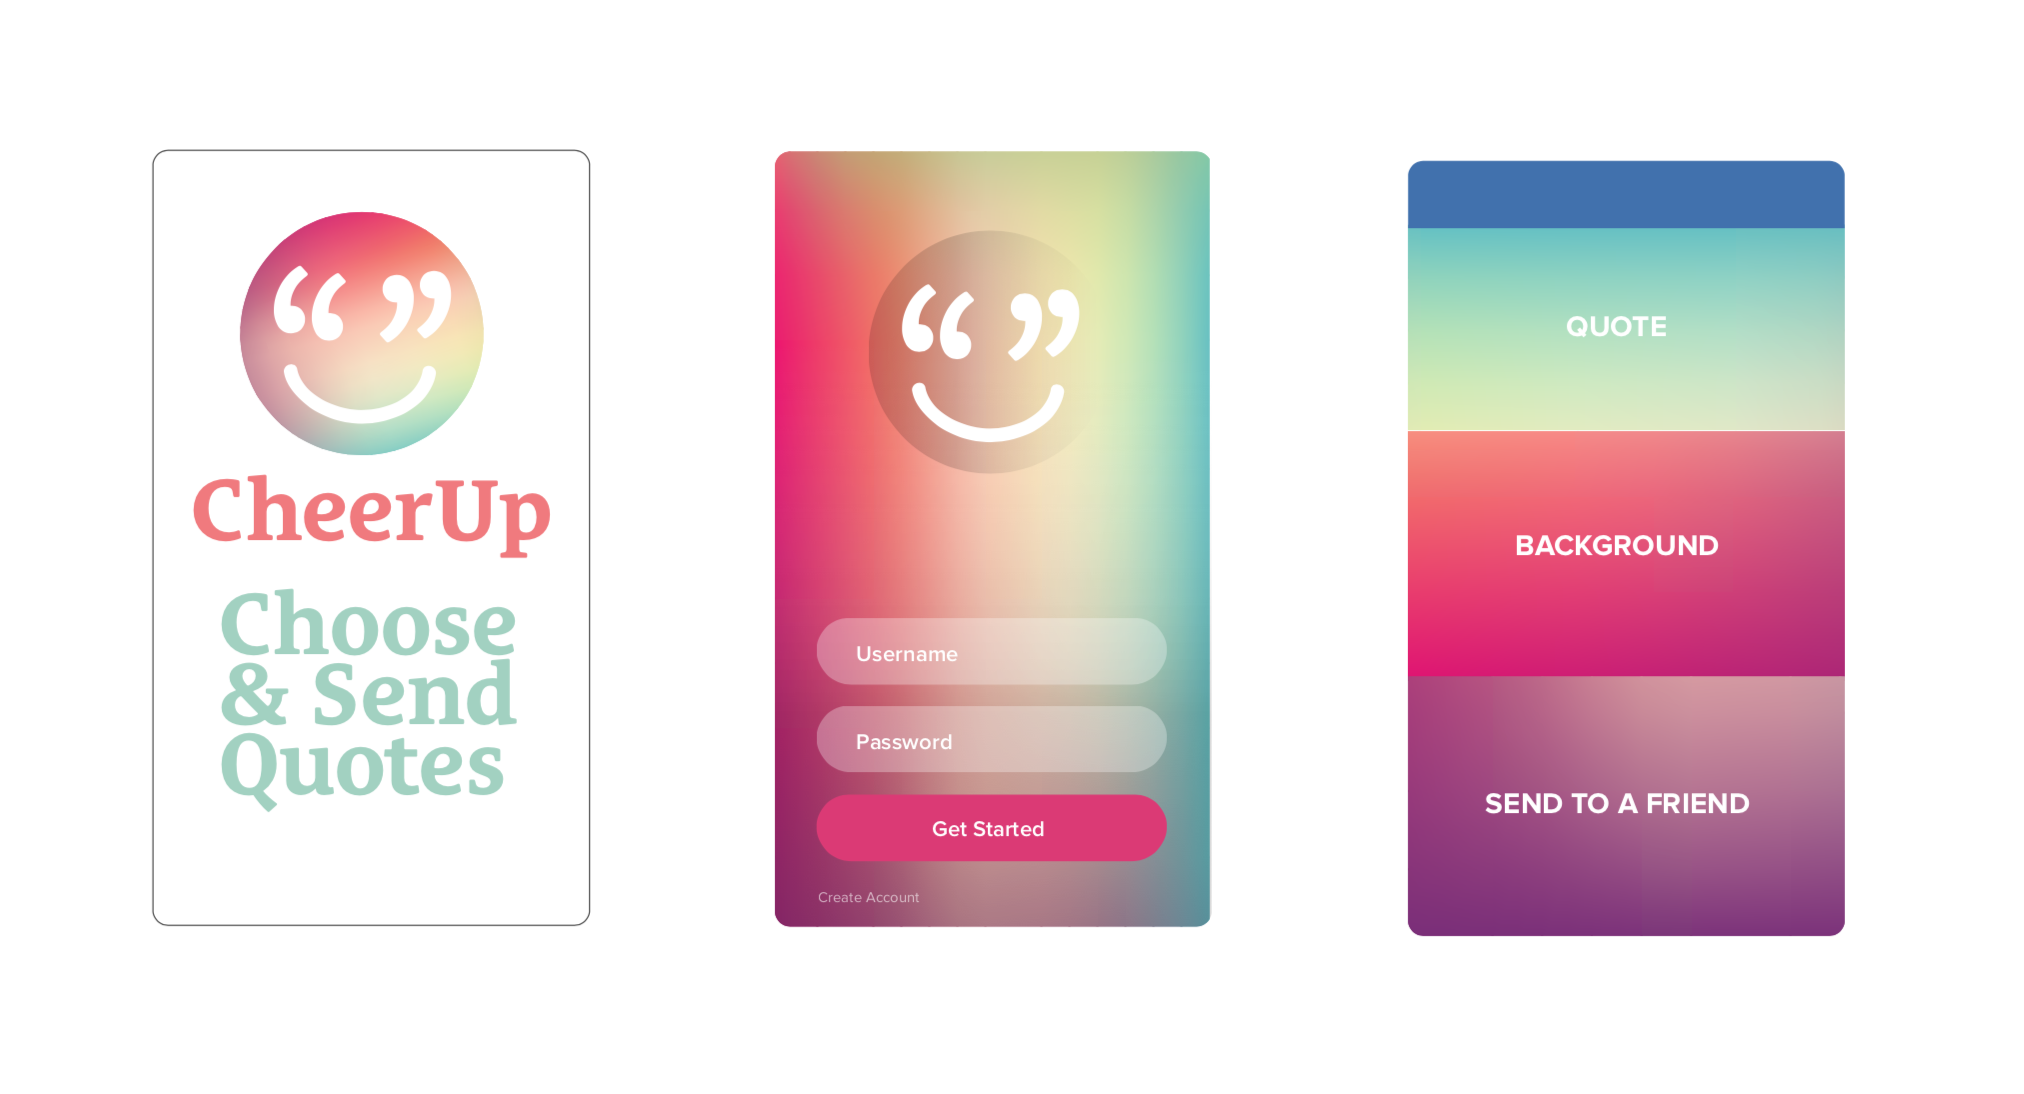 “ ”
CheerUp
Choose
& Send
Quotes
“ ”
Username
Password
Get Started
Create Account
QUOTE
BACKGROUND
SEND TO A FRIEND